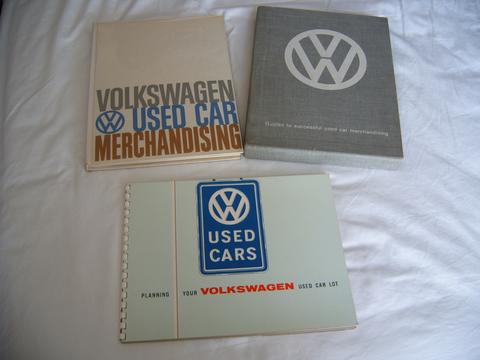 VOLKSWAGEN
USED CAR
MERCHANDISING
Guides to successful used car merchandising
USED
CARS
PLANNING YOUR VOLKSWAGEN USED CAR LOT